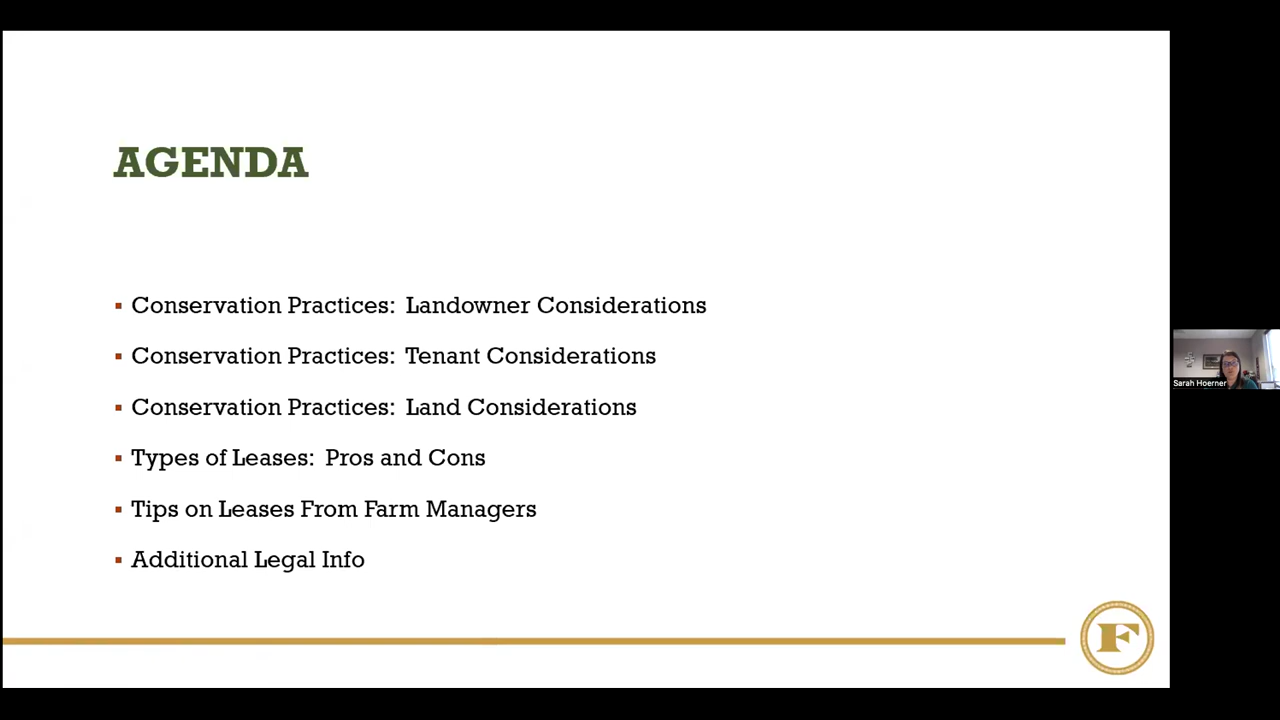 AGENDA
▪ Conservation Practices:  Landowner Considerations
▪ Conservation Practices:  Tenant Considerations
▪ Conservation Practices:  Land Considerations
▪ Types of Leases:  Pros and Cons
▪ Tips on Leases From Farm Managers
▪ Additional Legal Info
F
Sarah Hoerner